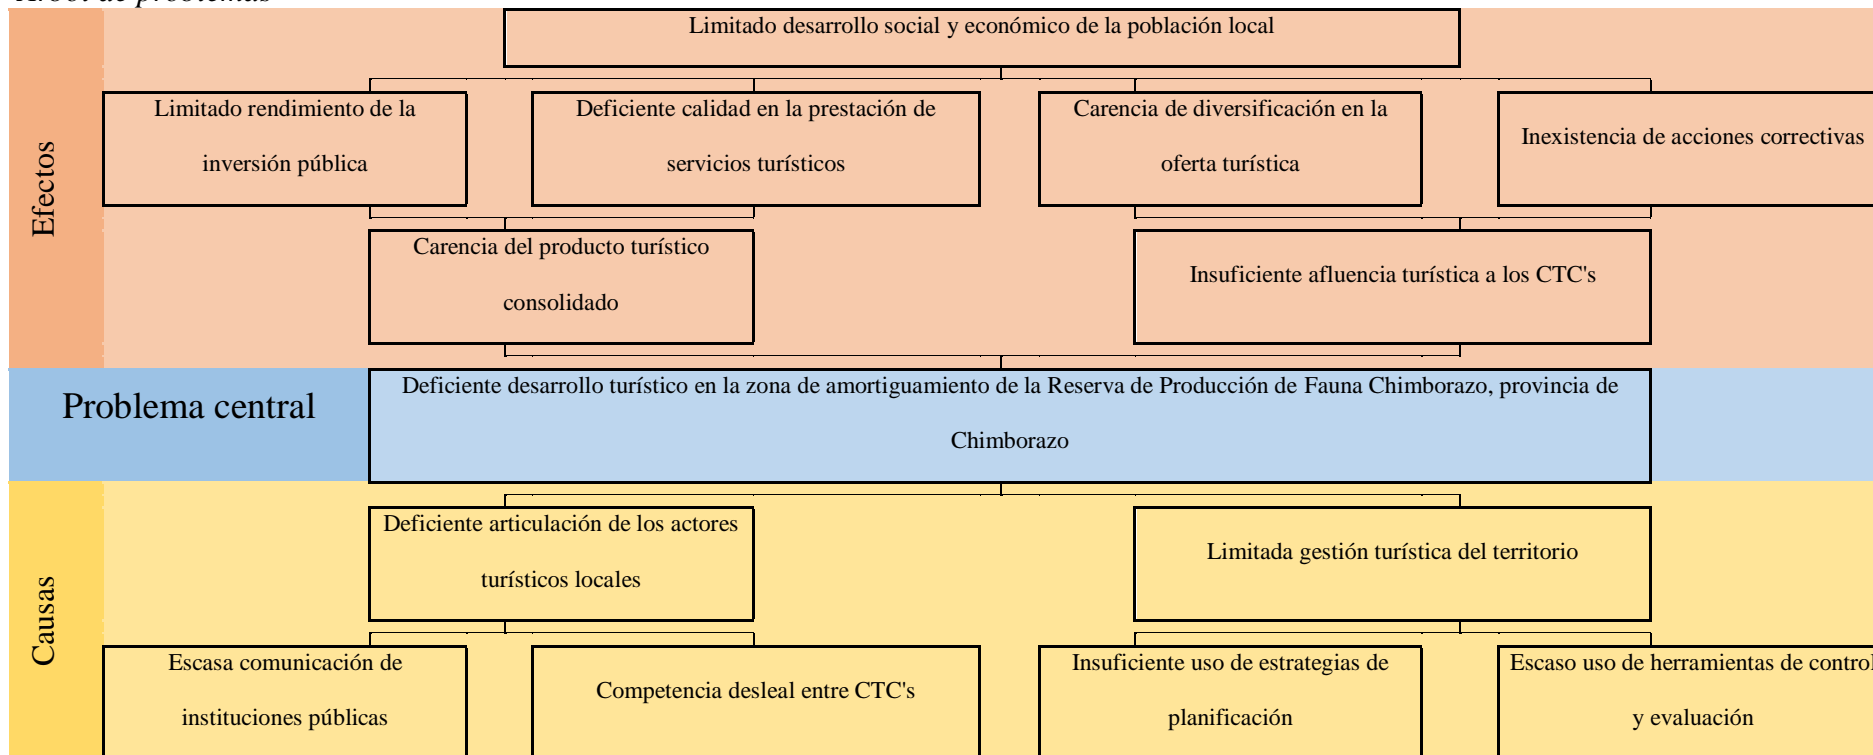 Árbol de problemas
Limitado desarrollo social y económico de la población local
Efectos
Limitado rendimiento de la
inversión pública
Deficiente calidad en la prestación de
servicios turísticos
Carencia de diversificación en la
oferta turística
Inexistencia de acciones correctivas
Carencia del producto turístico
consolidado
Insuficiente afluencia turística a los CTC's
Problema central
Deficiente desarrollo turístico en la zona de amortiguamiento de la Reserva de Producción de Fauna Chimborazo, provincia de
Chimborazo
Causas
Deficiente articulación de los actores
turísticos locales
Limitada gestión turística del territorio
Escasa comunicación de
instituciones públicas
Competencia desleal entre CTC's
Insuficiente uso de estrategias de
planificación
Escaso uso de herramientas de control
y evaluación